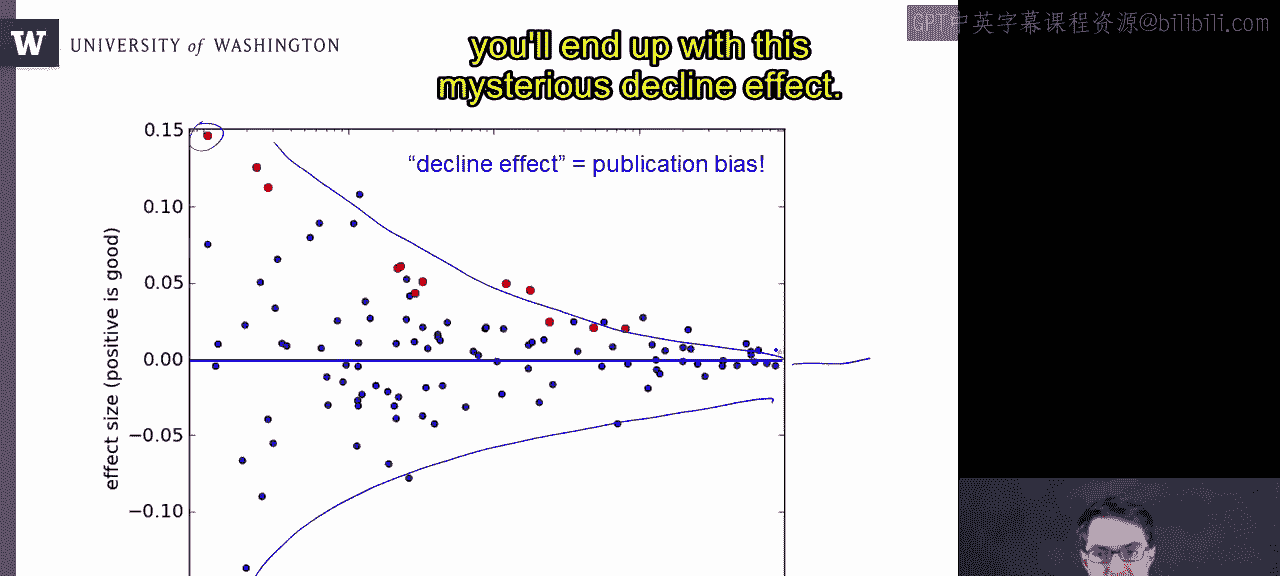 W UNIVERSITY of WASHINGTON
GPT中英字幕课程资源@bilibili.com
you'll end up with this
mysterious decline effect.
“decline effect” = publication bias!
effect size (positive is good)
0.15
0.10
0.05
0.00
−0.05
−0.10